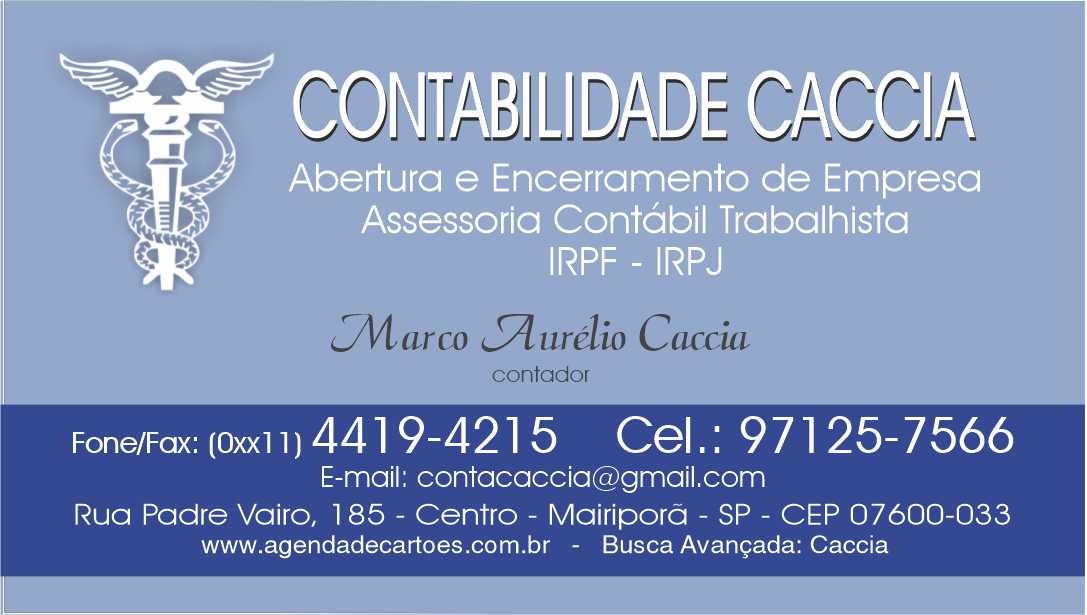 CONTABILIDADE CACCIA
Abertura e Encerramento de Empresa
Assessoria Contábil Trabalhista
IRPF - IRPJ
Marco Aurélio Caccia
contador
Fone/Fax: (0xx11) 4419-4215 Cel.: 97125-7566
E-mail: contacaccia@gmail.com
Rua Padre Vairo, 185 - Centro - Mairiporã - SP - CEP 07600-033
www.agendadecartoes.com.br - Busca Avançada: Caccia